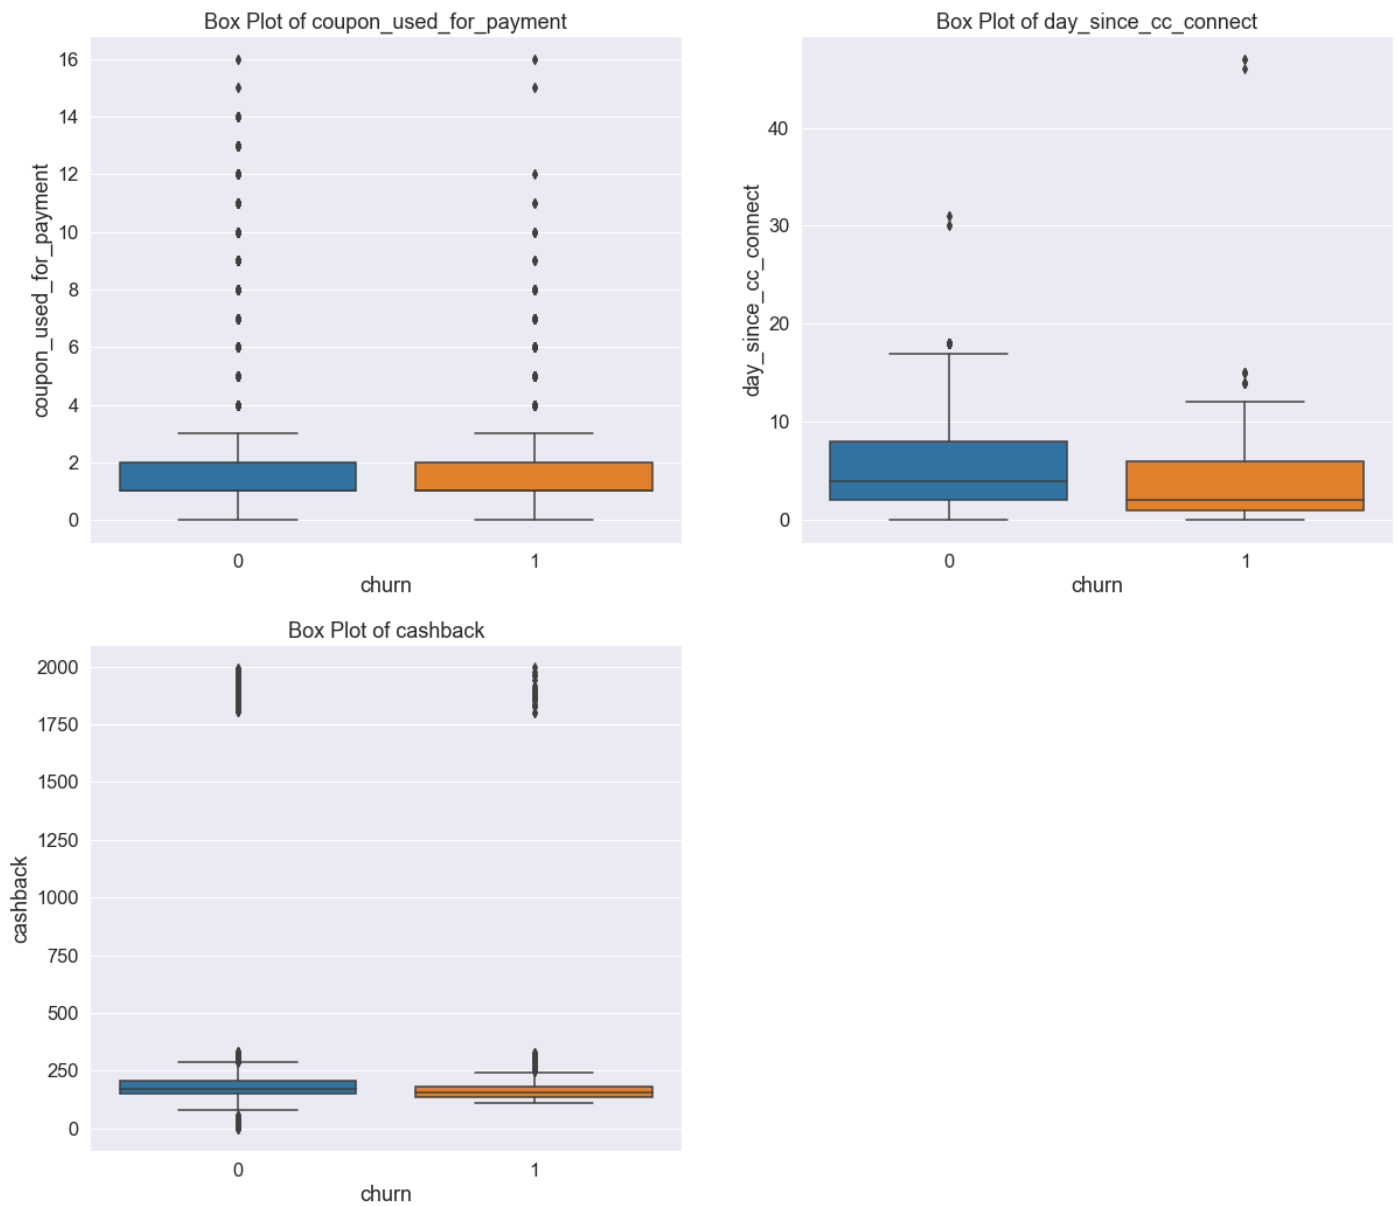 Box Plot of coupon_used_for_payment
coupon_used_for_payment
16
14
12
10
8
6
4
2
0
0 1
churn
Box Plot of day_since_cc_connect
day_since_cc_connect
40
30
20
10
0
0 1
churn
Box Plot of cashback
cashback
2000
1750
1500
1250
1000
750
500
250
0
0 1
churn